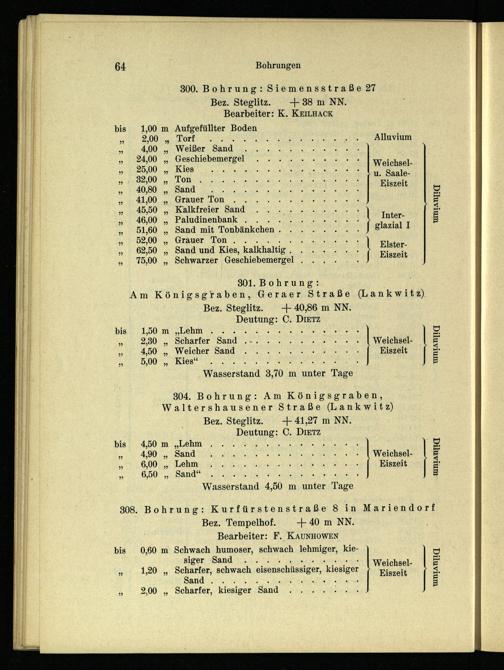 64 Bohrungen
300. Bohrung: Siemensstraße 27
Bez. Steglitz. + 38 m NN.
Bearbeiter: K. KEILHACK
bis 1,00 m Aufgefüllter Boden
„ 2,00 „ Torf . . . . . . . . . . . . Alluvium
„ 4,00 „ Weißer Sand . . . . . . . .
„ 24,00 „ Geschiebemergel . . . . . . .
„ 25,00 „ Kies . . . . . . . . . . . Weichsel-
„ 32,00 „ Ton . . . . . . . . . . . u. Saale-
„ 40,80 „ Sand . . . . . . . . . . Eiszeit
„ 41,00 „ Grauer Ton . . . . . . . . Diluvium
„ 45,50 „ Kalkfreier Sand . . . . . . .
„ 46,00 „ Paludinenbank . . . . . . . . Inter-
„ 51,60 „ Sand mit Tonbänkchen . . . . . glazial I
„ 52,00 „ Grauer Ton . . . . . . . . .
„ 62,50 „ Sand und Kies, kalkhaltig . . . . Elster-
„ 75,00 „ Schwarzer Geschiebemergel . . . . Eiszeit
301. Bohrung:
Am Königsgraben, Geraer Straße (Lankwitz)
Bez. Steglitz. + 40,86 m NN.
Deutung: C. DIETZ
bis 1,50 m „Lehm . . . . . . . . . .
„ 2,30 „ Scharfer Sand . . . . . . . . Weichsel- Diluvium
„ 4,50 „ Weicher Sand . . . . . . . . Eiszeit
„ 5,00 „ Kies“ . . . . . . . . . .
Wasserstand 3,70 m unter Tage
304. Bohrung: Am Königsgraben,
Waltershausener Straße (Lankwitz)
Bez. Steglitz. + 41,27 m NN.
Deutung: C. DIETZ
bis 4,50 m „Lehm . . . . . . . . . .
„ 4,90 „ Sand . . . . . . . . . . Weichsel- Diluvium
„ 6,00 „ Lehm . . . . . . . . . . Eiszeit
„ 6,50 „ Sand“ . . . . . . . . . .
Wasserstand 4,50 m unter Tage
308. Bohrung: Kurfürstenstraße 8 in Mariendorf
Bez. Tempelhof. + 40 m NN.
Bearbeiter: F. KAUNHOWEN
bis 0,60 m Schwach humoser, schwach lehmiger, kie-
siger Sand . . . . . . . . . Weichsel-
„ 1,20 „ Scharfer, schwach eisenschüssiger, kiesiger Eiszeit Diluvium
Sand . . . . . . . . . . .
„ 2,00 „ Scharfer, kiesiger Sand . . . . . .